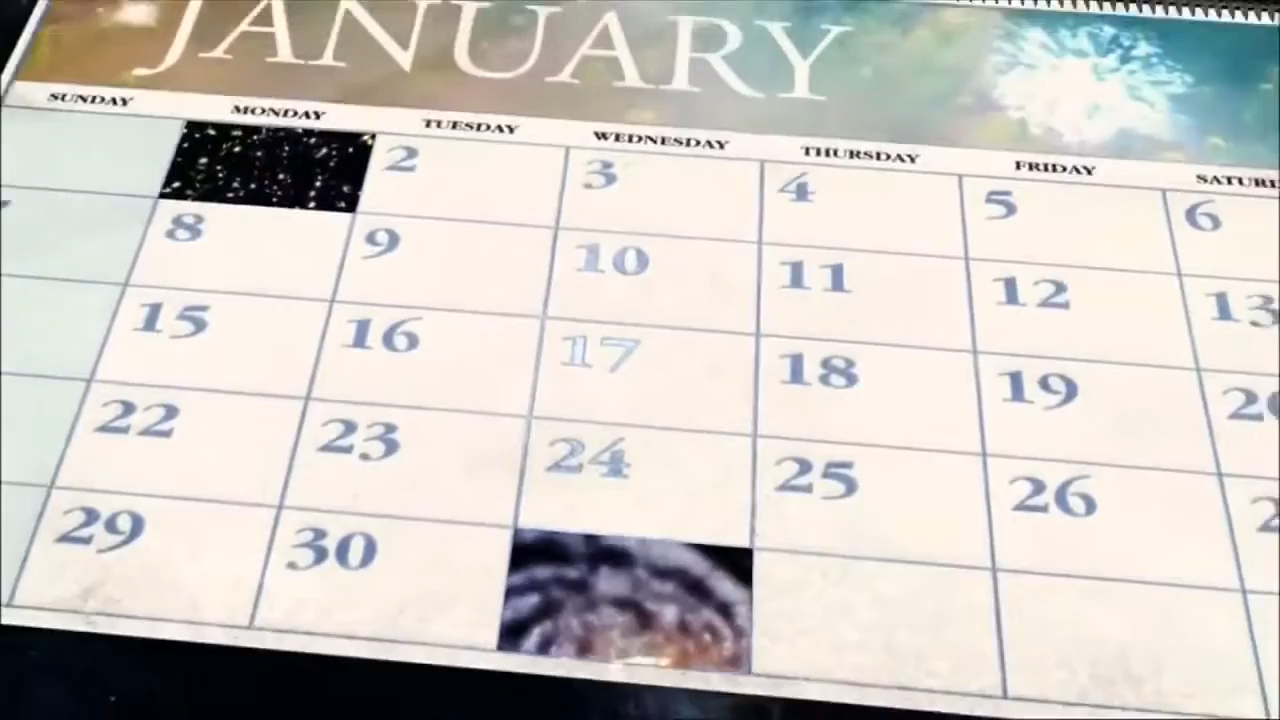 JANUARY
SUNDAY MONDAY TUESDAY WEDNESDAY THURSDAY FRIDAY
2 3 4 5 6
8 9 10 11 12 13
15 16 17 18 19
22 23 24 25 26
29 30